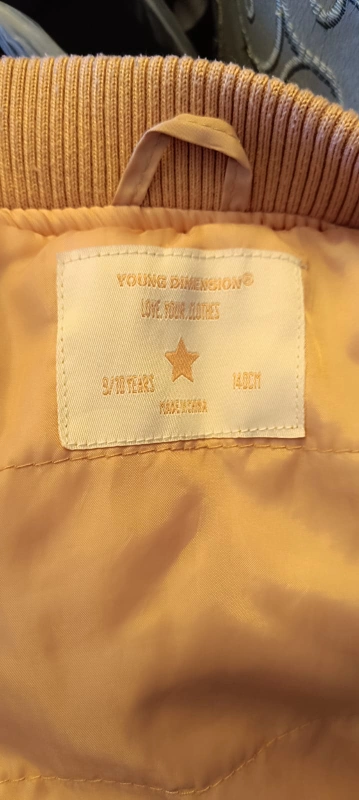 YOUNG DIMENSION®
LOVE. YOUR. CLOTHES
9/10 YEARS 140CM
MADE IN CHINA